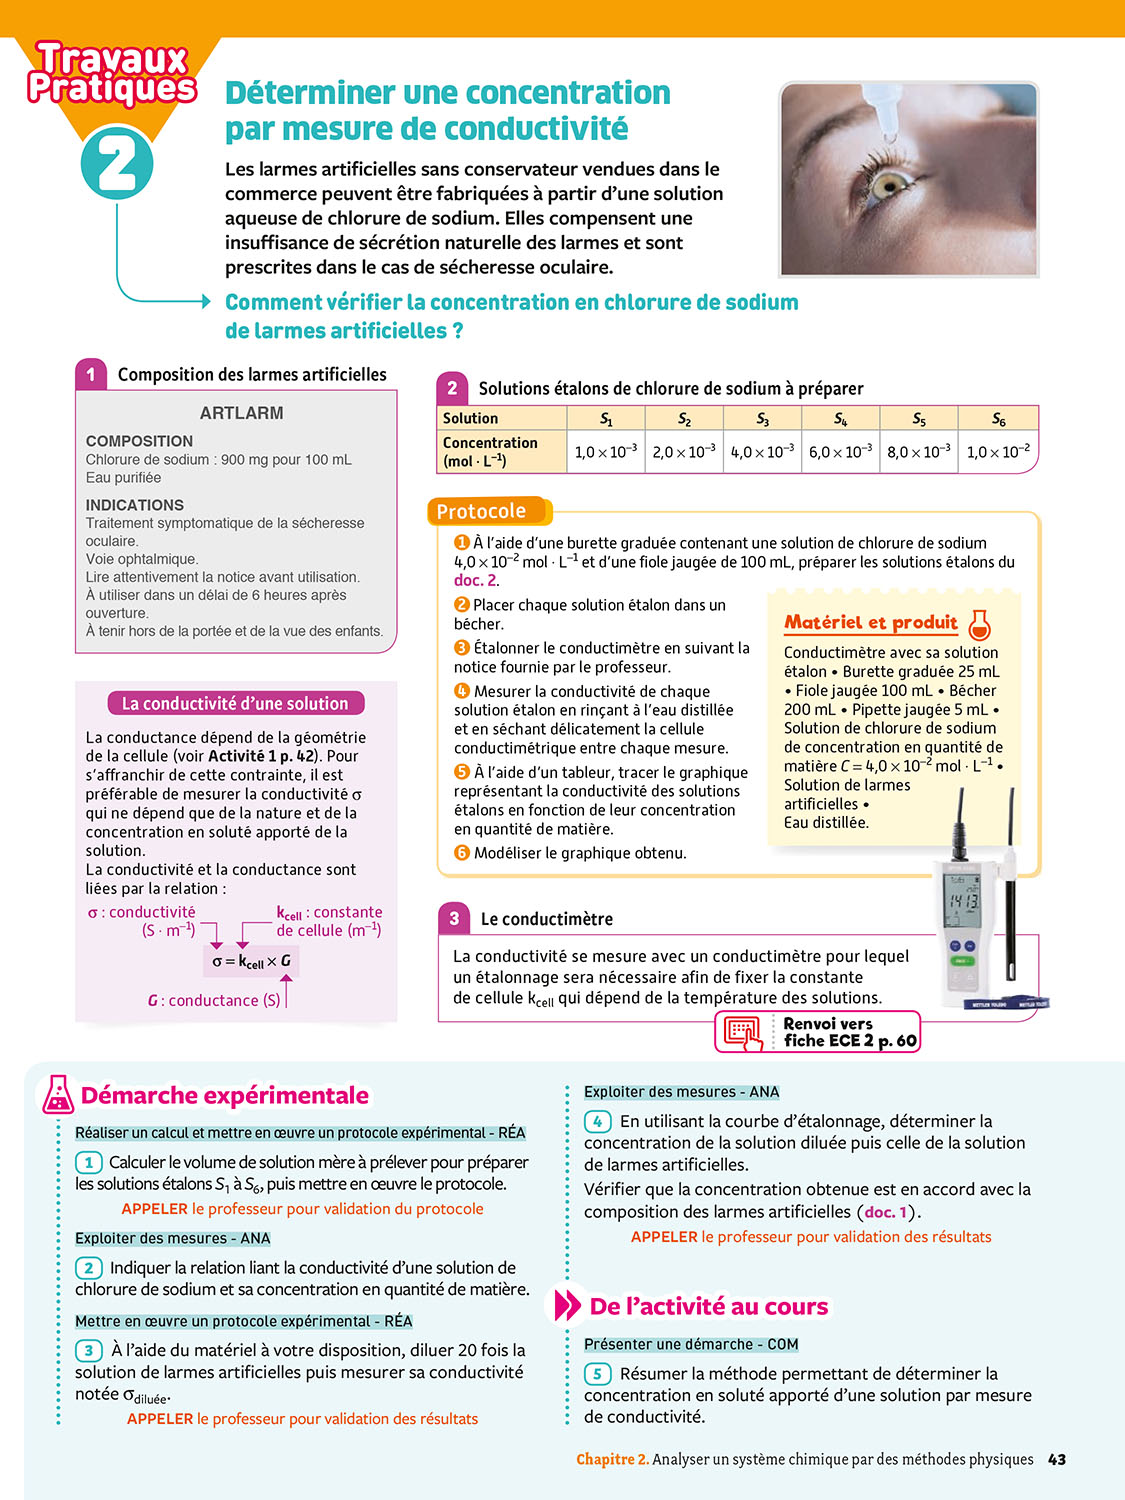 Travaux
Pratiques
2
Déterminer une concentration
par mesure de conductivité
Les larmes artificielles sans conservateur vendues dans le
commerce peuvent être fabriquées à partir d'une solution
aqueuse de chlorure de sodium. Elles compensent une
insuffisance de sécrétion naturelle des larmes et sont
prescrites dans le cas de sécheresse oculaire.
Comment vérifier la concentration en chlorure de sodium
de larmes artificielles ?
1 Composition des larmes artificielles
ARTLARM
COMPOSITION
Chlorure de sodium : 900 mg pour 100 mL
Eau purifiée
INDICATIONS
Traitement symptomatique de la sécheresse
oculaire.
Voie ophtalmique.
Lire attentivement la notice avant utilisation.
À utiliser dans un délai de 6 heures après
ouverture.
À tenir hors de la portée et de la vue des enfants.
La conductivité d'une solution
La conductance dépend de la géométrie
de la cellule (voir Activité 1 p. 42). Pour
s'affranchir de cette contrainte, il est
préférable de mesurer la conductivité σ
qui ne dépend que de la nature et de la
concentration en soluté apporté de la
solution.
La conductivité et la conductance sont
liées par la relation :
σ : conductivité (S · m⁻¹)
k_cell : constante de cellule (m⁻¹)
σ = k_cell × G
G : conductance (S)
2 Solutions étalons de chlorure de sodium à préparer
Solution S₁ S₂ S₃ S₄ S₅ S₆
Concentration (mol · L⁻¹) 1,0 × 10⁻³ 2,0 × 10⁻³ 4,0 × 10⁻³ 6,0 × 10⁻³ 8,0 × 10⁻³ 1,0 × 10⁻²
Protocole
1 À l'aide d'une burette graduée contenant une solution de chlorure de sodium
4,0 × 10⁻² mol · L⁻¹ et d'une fiole jaugée de 100 mL, préparer les solutions étalons du
doc. 2.
2 Placer chaque solution étalon dans un
bécher.
3 Étalonner le conductimètre en suivant la
notice fournie par le professeur.
4 Mesurer la conductivité de chaque
solution étalon en rinçant à l'eau distillée
et en séchant délicatement la cellule
conductimétrique entre chaque mesure.
5 À l'aide d'un tableur, tracer le graphique
représentant la conductivité des solutions
étalons en fonction de leur concentration
en quantité de matière.
6 Modéliser le graphique obtenu.
Matériel et produit
Conductimètre avec sa solution
étalon • Burette graduée 25 mL
• Fiole jaugée 100 mL • Bécher
200 mL • Pipette jaugée 5 mL •
Solution de chlorure de sodium
de concentration en quantité de
matière C = 4,0 × 10⁻² mol · L⁻¹ •
Solution de larmes
artificielles •
Eau distillée.
1413
METTLER TOLEDO
METTLER TOLEDO
3 Le conductimètre
La conductivité se mesure avec un conductimètre pour lequel
un étalonnage sera nécessaire afin de fixer la constante
de cellule k_cell qui dépend de la température des solutions.
Renvoi vers
fiche ECE 2 p. 60
Démarche expérimentale
Réaliser un calcul et mettre en œuvre un protocole expérimental - RÉA
1 Calculer le volume de solution mère à prélever pour préparer
les solutions étalons S₁ à S₆, puis mettre en œuvre le protocole.
APPELER le professeur pour validation du protocole
Exploiter des mesures - ANA
2 Indiquer la relation liant la conductivité d'une solution de
chlorure de sodium et sa concentration en quantité de matière.
Mettre en œuvre un protocole expérimental - RÉA
3 À l'aide du matériel à votre disposition, diluer 20 fois la
solution de larmes artificielles puis mesurer sa conductivité
notée σ_diluée.
APPELER le professeur pour validation des résultats
Exploiter des mesures - ANA
4 En utilisant la courbe d'étalonnage, déterminer la
concentration de la solution diluée puis celle de la solution
de larmes artificielles.
Vérifier que la concentration obtenue est en accord avec la
composition des larmes artificielles (doc. 1).
APPELER le professeur pour validation des résultats
De l'activité au cours
Présenter une démarche - COM
5 Résumer la méthode permettant de déterminer la
concentration en soluté apporté d'une solution par mesure
de conductivité.
Chapitre 2. Analyser un système chimique par des méthodes physiques 43